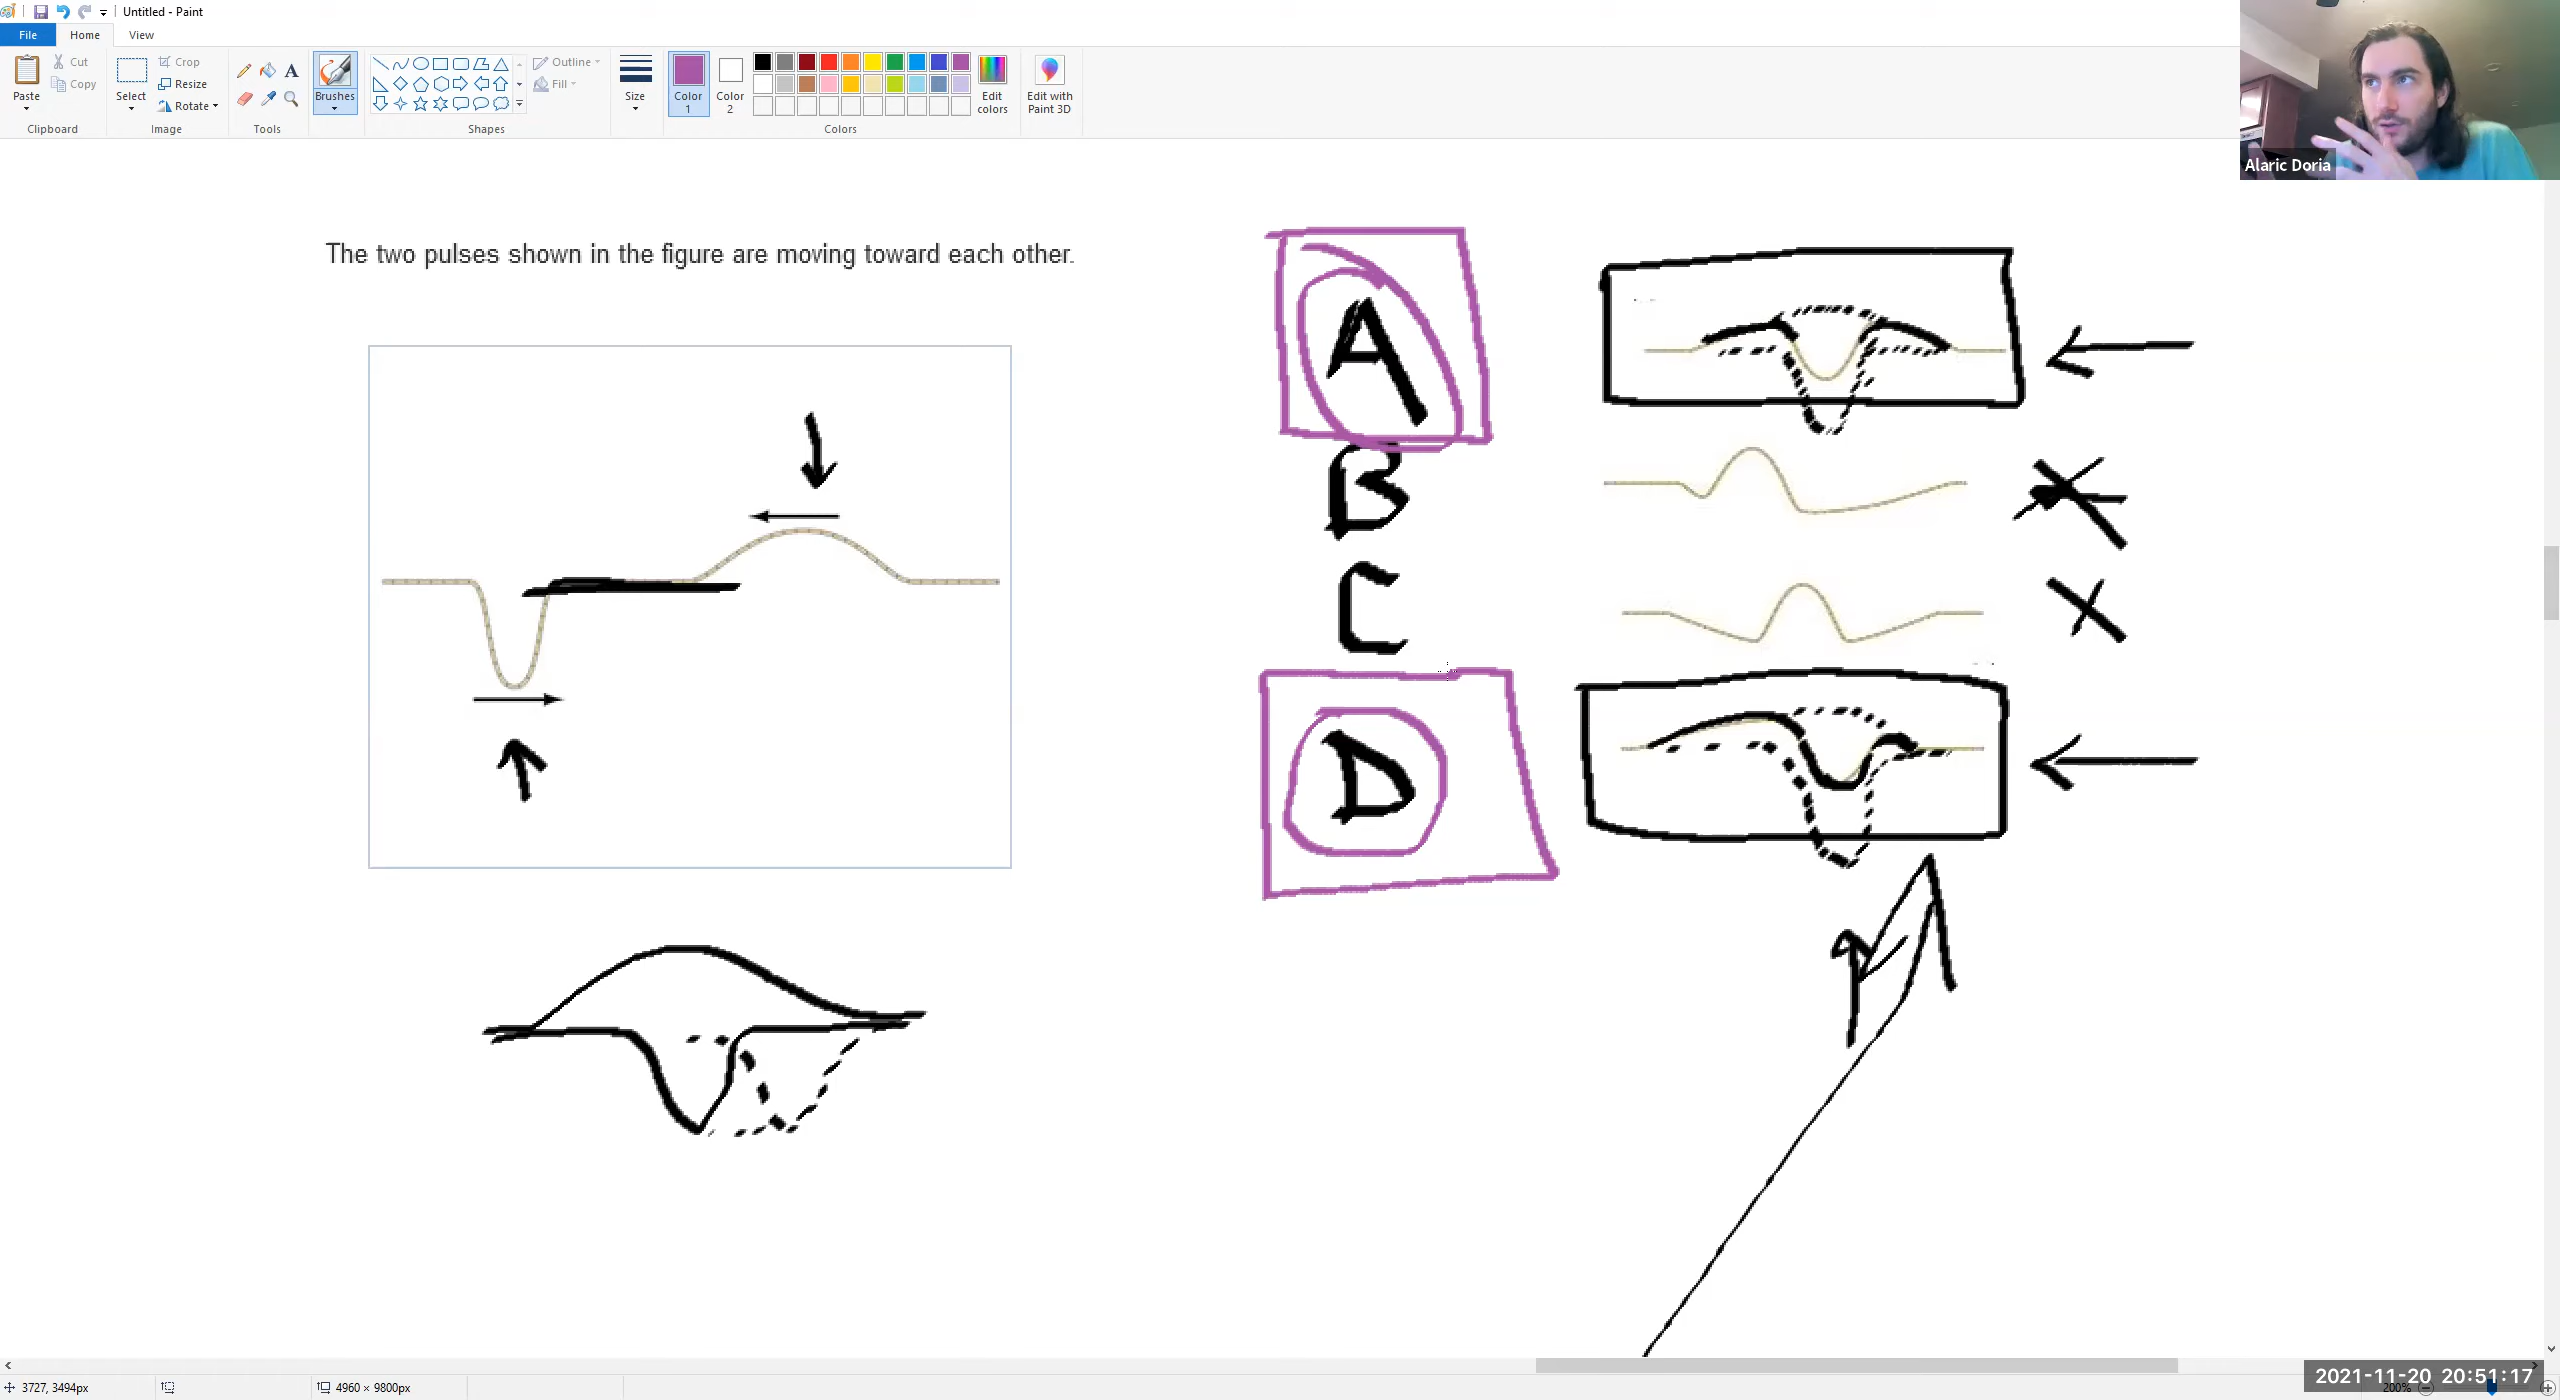 Untitled - Paint
File Home View
Paste
Cut
Copy
Clipboard
Select
Crop
Resize
Rotate
Image
Tools
Brushes
Outline
Fill
Shapes
Size
Color 1
Color 2
Edit colors
Edit with Paint 3D
Colors
Alaric Doria
The two pulses shown in the figure are moving toward each other.
A
B
C
D
3727, 3494px
4960 × 9800px
200%
2021-11-20 20:51:17